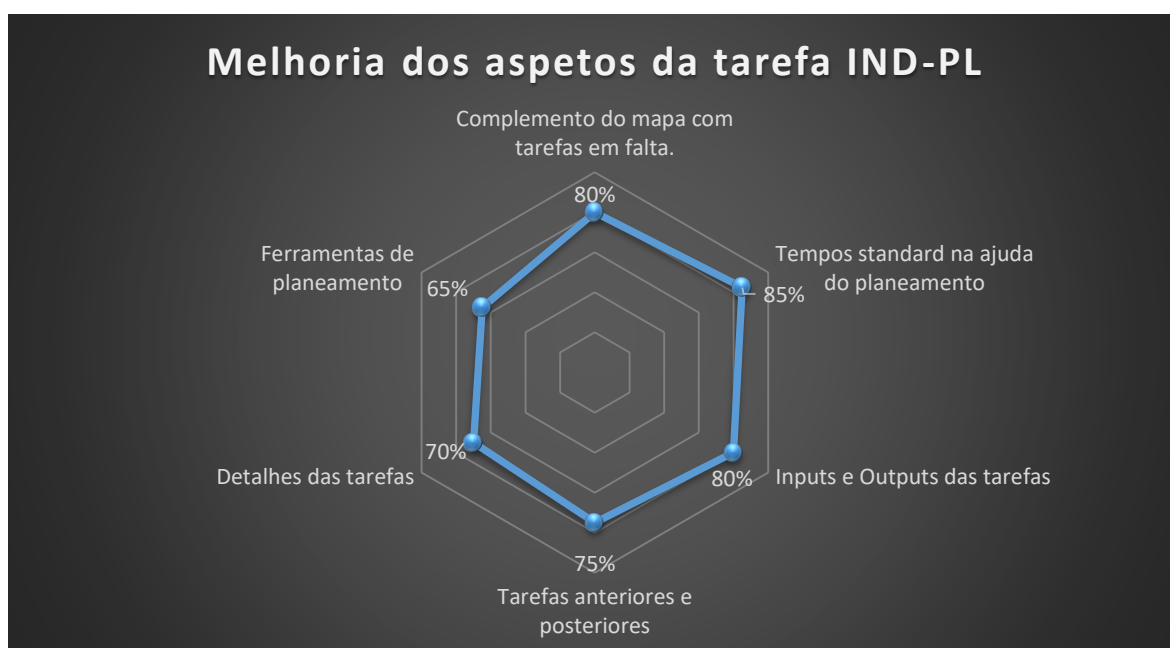 Melhoria dos aspetos da tarefa IND-PL
Complemento do mapa com
tarefas em falta.
80%
Tempos standard na ajuda
do planeamento
85%
Inputs e Outputs das tarefas
80%
75%
Tarefas anteriores e
posteriores
Detalhes das tarefas
70%
Ferramentas de
planeamento
65%